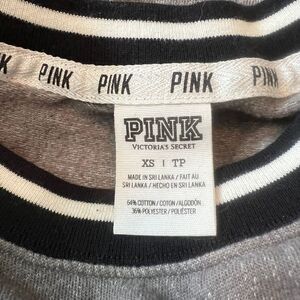 PINK PINK PINK PINK
PINK
VICTORIA'S SECRET
XS | TP
MADE IN SRI LANKA / FAIT AU
SRI LANKA / HECHO EN SRI LANKA
64% COTTON / COTON / ALGODÓN
36% POLYESTER / POLIÉSTER